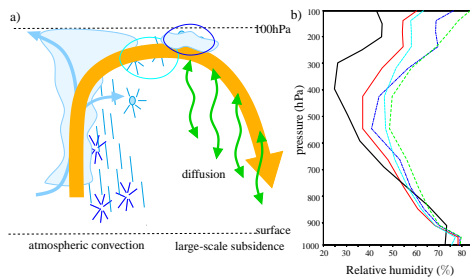 a)
100hPa
diffusion
surface
atmospheric convection
large-scale subsidence
b)
100
200
300
400
500
600
700
800
900
1000
pressure (hPa)
20
30
40
50
60
70
80
Relative humidity (%)